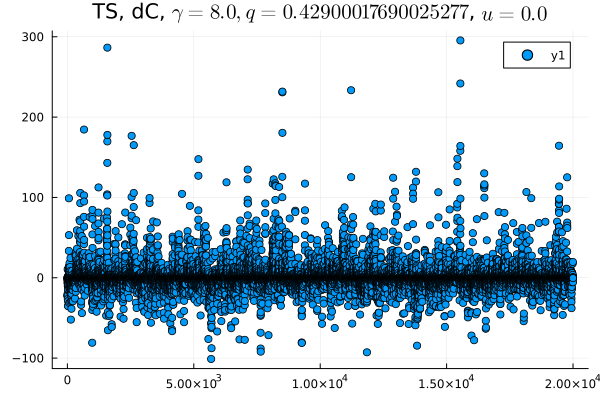 TS, dC, γ = 8.0, q = 0.42900017690025277, u = 0.0
300
y1
200
100
0
−100
0 5.00×10³ 1.00×10⁴ 1.50×10⁴ 2.00×10⁴